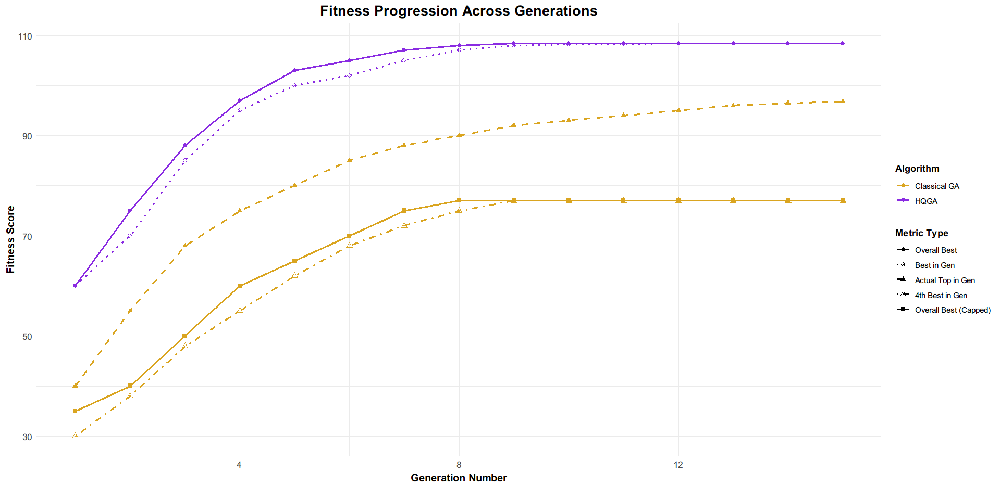 Fitness Progression Across Generations
110
90
70
50
30
Fitness Score
4
8
12
Generation Number
Algorithm
Classical GA
HQGA
Metric Type
Overall Best
Best in Gen
Actual Top in Gen
4th Best in Gen
Overall Best (Capped)